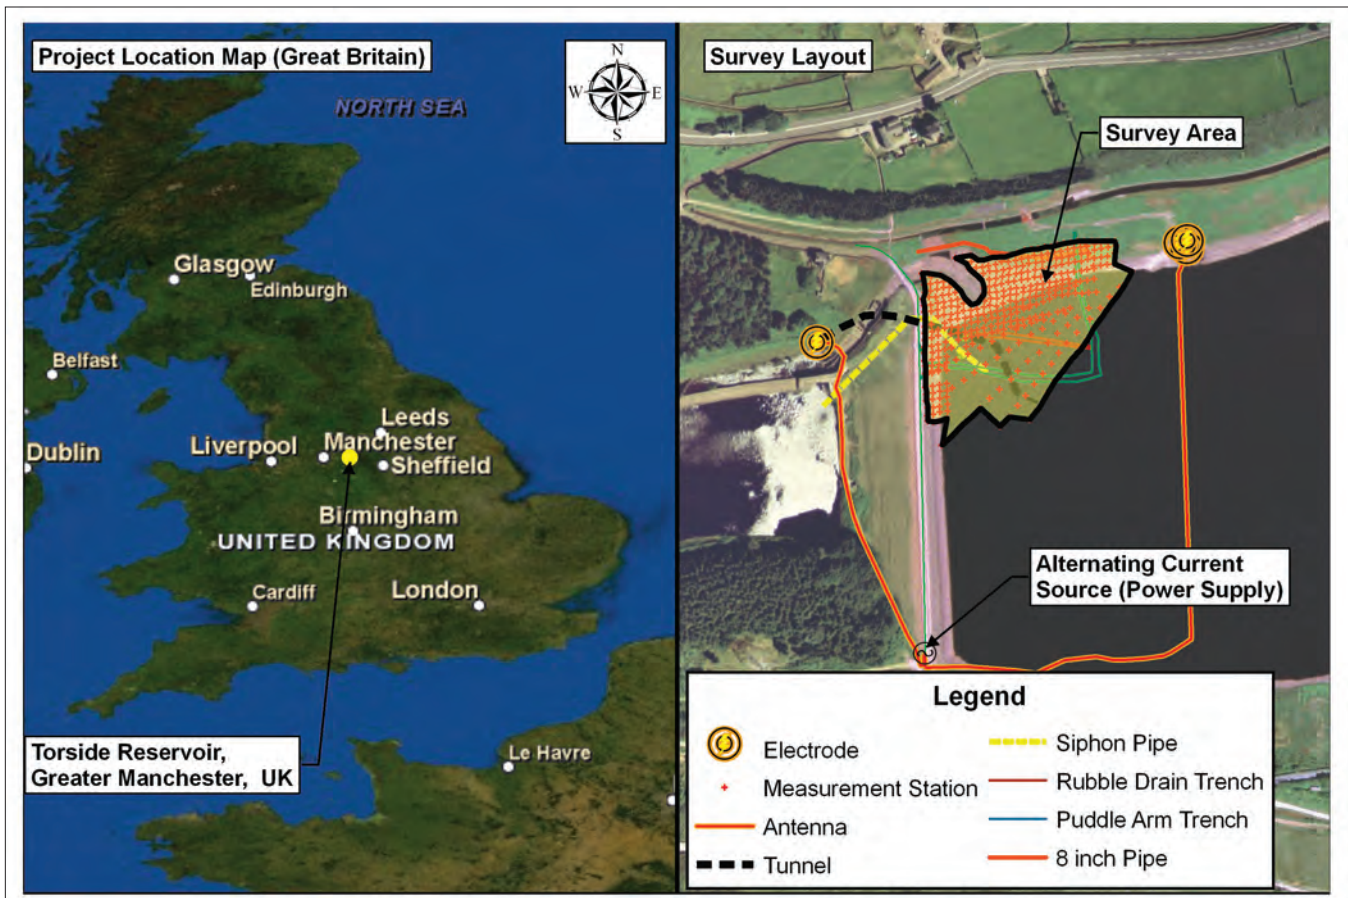 Project Location Map (Great Britain)
NORTH SEA
N
W
E
S
Glasgow
Edinburgh
Belfast
Leeds
Manchester
Liverpool
Sheffield
Dublin
Birmingham
UNITED KINGDOM
Cardiff
London
Torside Reservoir,
Greater Manchester, UK
Le Havre
Survey Layout
Survey Area
Alternating Current
Source (Power Supply)
Legend
Electrode
Measurement Station
Antenna
Tunnel
Siphon Pipe
Rubble Drain Trench
Puddle Arm Trench
8 inch Pipe